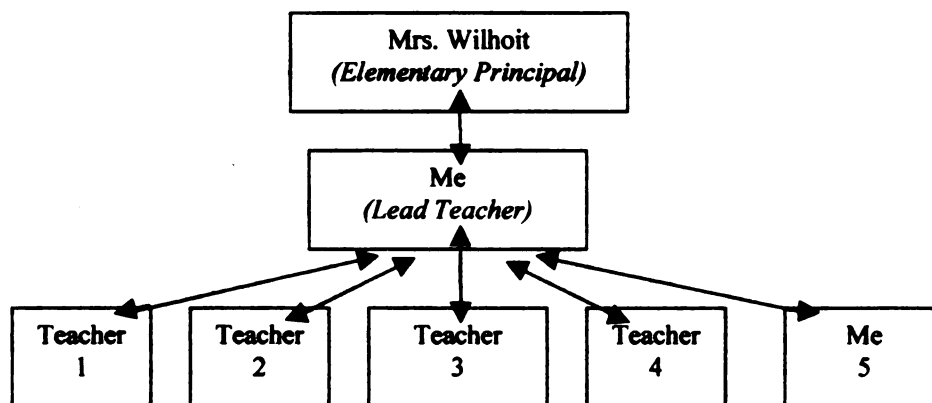 Mrs. Wilhoit
(Elementary Principal)
Me
(Lead Teacher)
Teacher
1
Teacher
2
Teacher
3
Teacher
4
Me
5